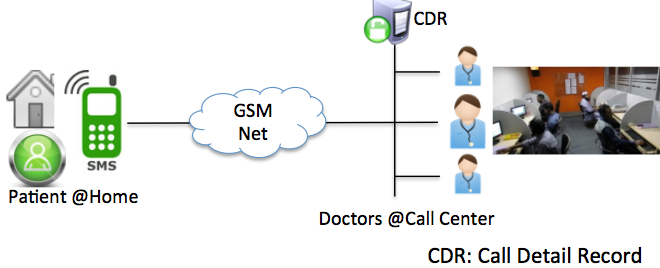 CDR
GSM
Net
SMS
Patient @Home
Doctors @Call Center
CDR: Call Detail Record